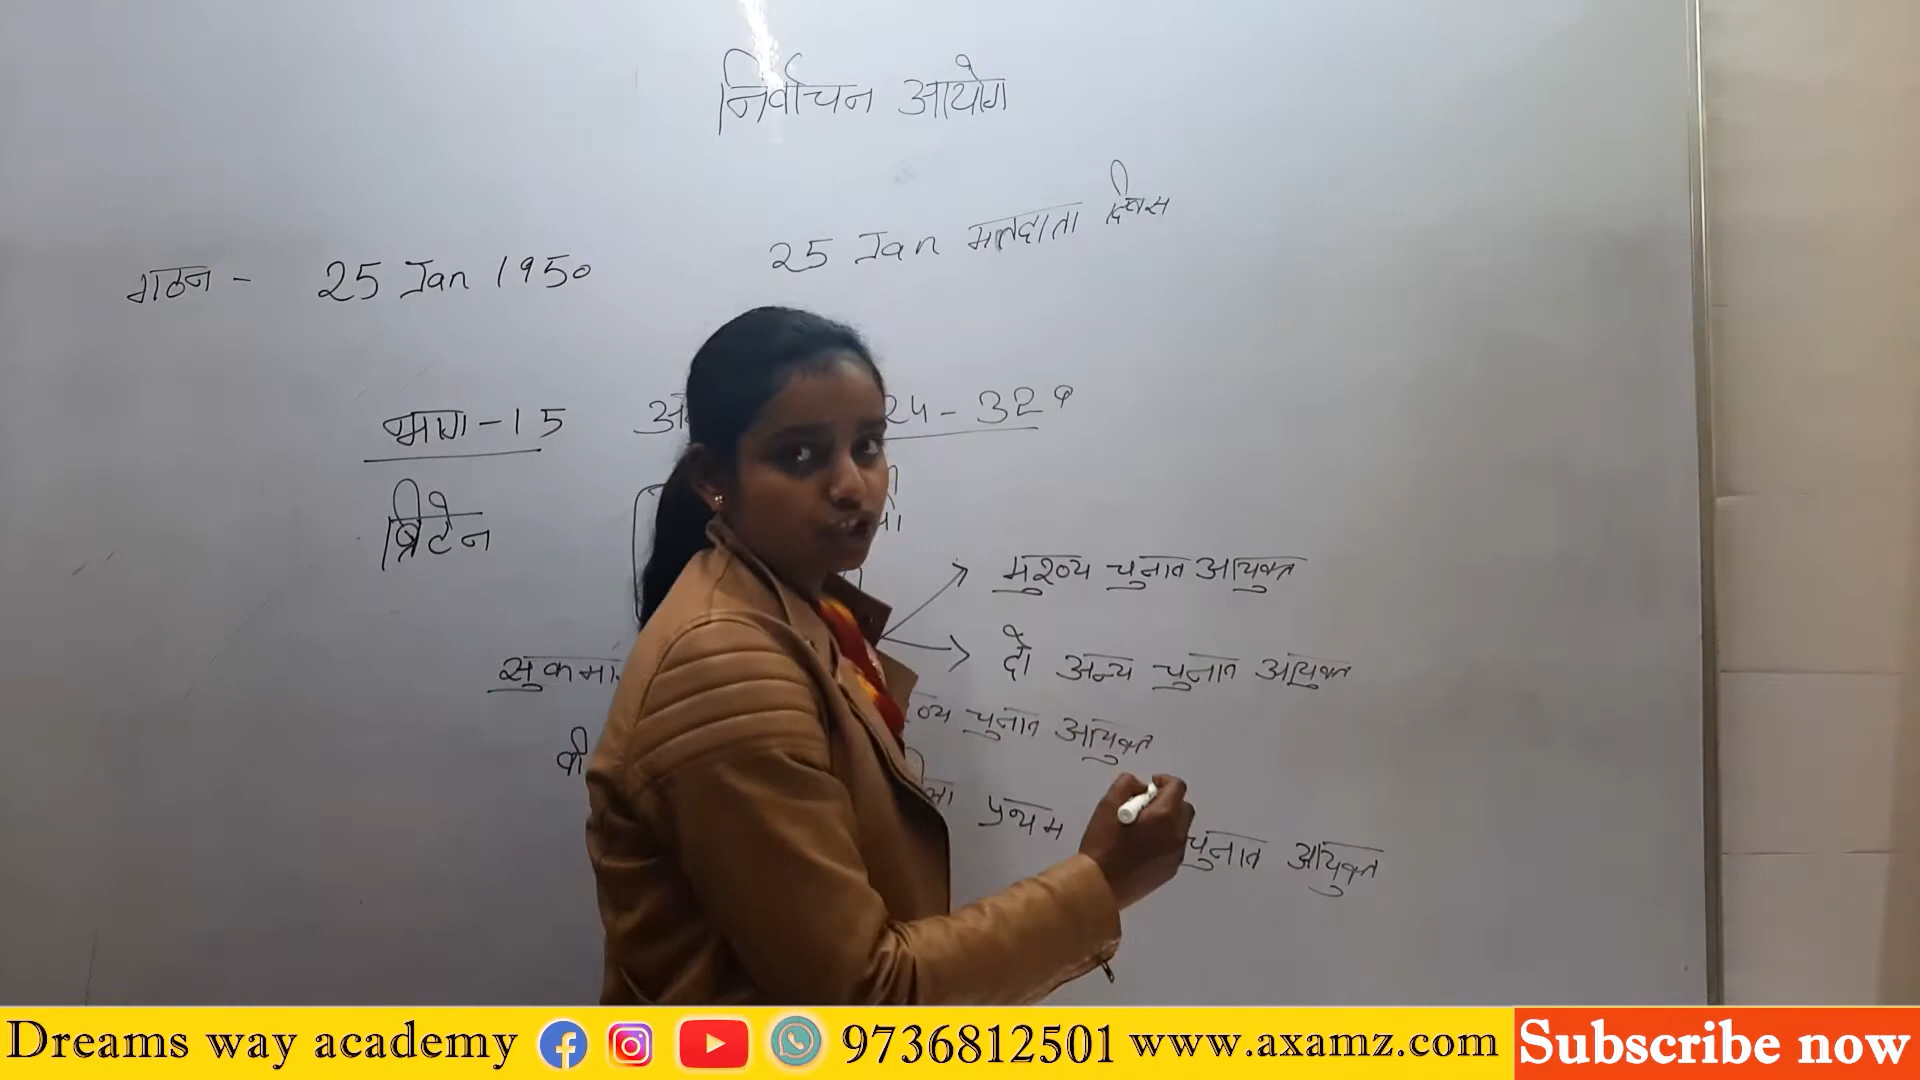 निर्वाचन आयोग
25 Jan मतदाता दिवस
गठन - 25 Jan 1950
भाग - 15 24 - 329
ब्रिटेन
मुख्य चुनाव आयुक्त
दो अन्य चुनाव आयुक्त
चुनाव आयुक्त
प्रथम चुनाव आयुक्त
Dreams way academy 9736812501 www.axamz.com Subscribe now